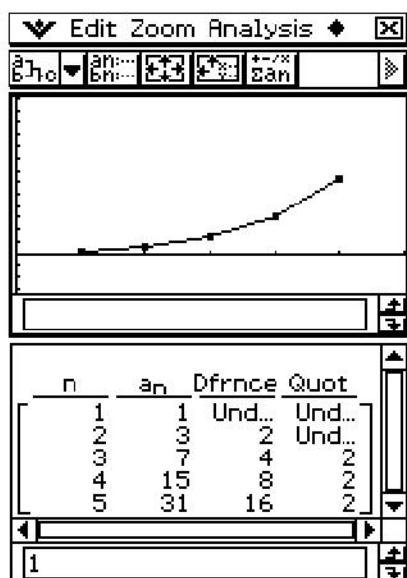 Edit Zoom Analysis
n an Dfrnce Quot
1 1 Und... Und...
2 3 2 Und...
3 7 4 2
4 15 8 2
5 31 16 2
1